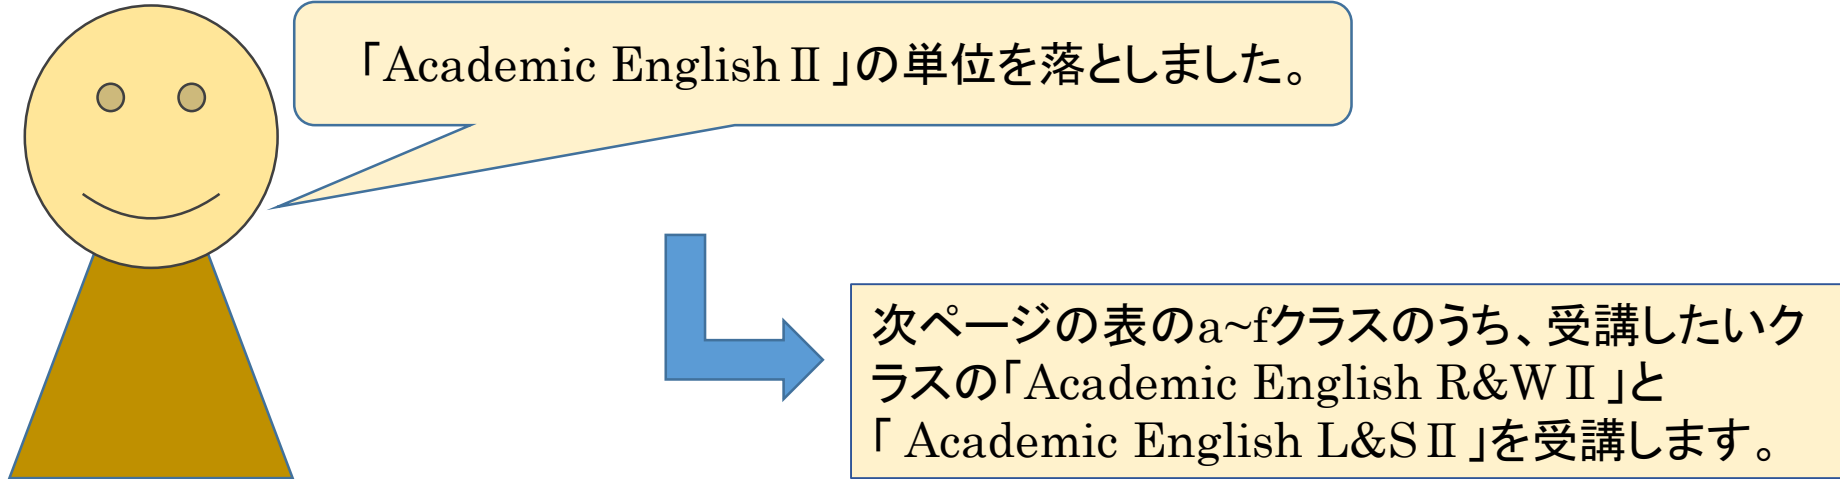 「Academic EnglishⅡ」の単位を落としました。
次ページの表のa~fクラスのうち、受講したいク
ラスの「Academic English R&WⅡ」と
「 Academic English L&SⅡ」を受講します。